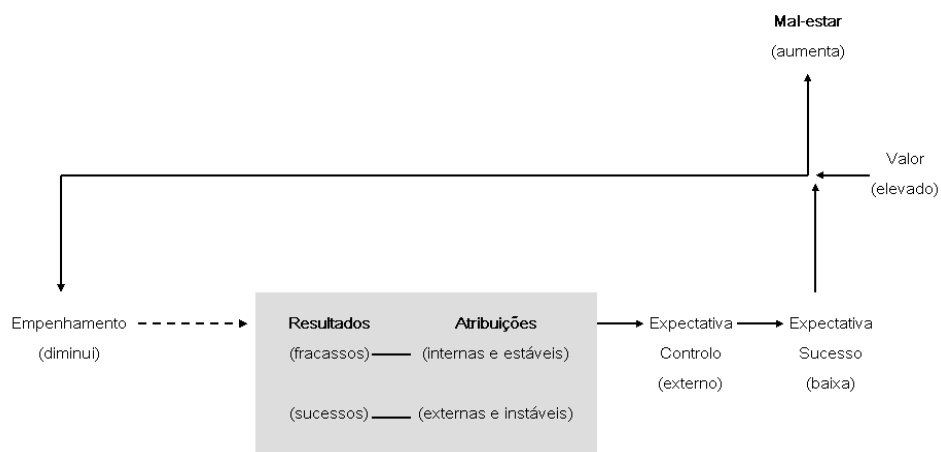 Mal-estar
(aumenta)
Valor
(elevado)
Empenhamento
(diminui)
Resultados
Atribuições
(fracassos)
(internas e estáveis)
(sucessos)
(externas e instáveis)
Expectativa
Controlo
(externo)
Expectativa
Sucesso
(baixa)